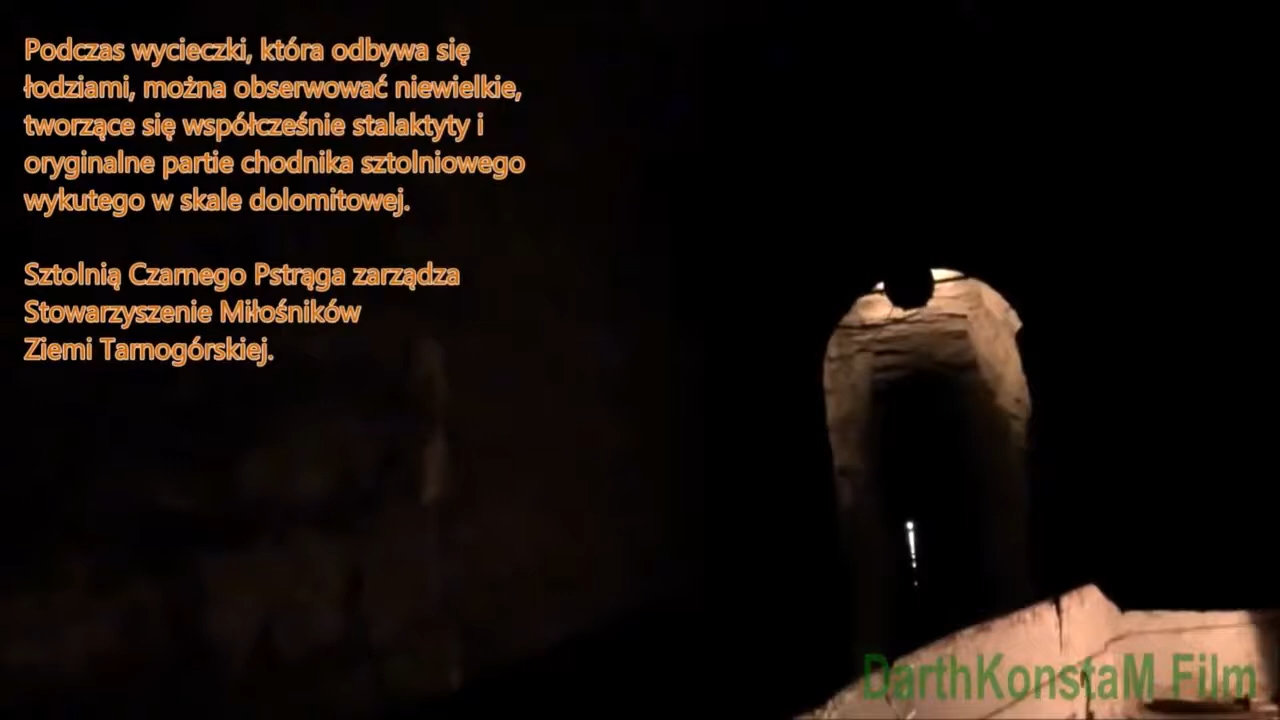 Podczas wycieczki, która odbywa się
łodziami, można obserwować niewielkie,
tworzące się współcześnie stalaktyty i
oryginalne partie chodnika sztolniowego
wykutego w skale dolomitowej.
Sztolnią Czarnego Pstrąga zarządza
Stowarzyszenie Miłośników
Ziemi Tarnogórskiej.
DarthKonstaM Film